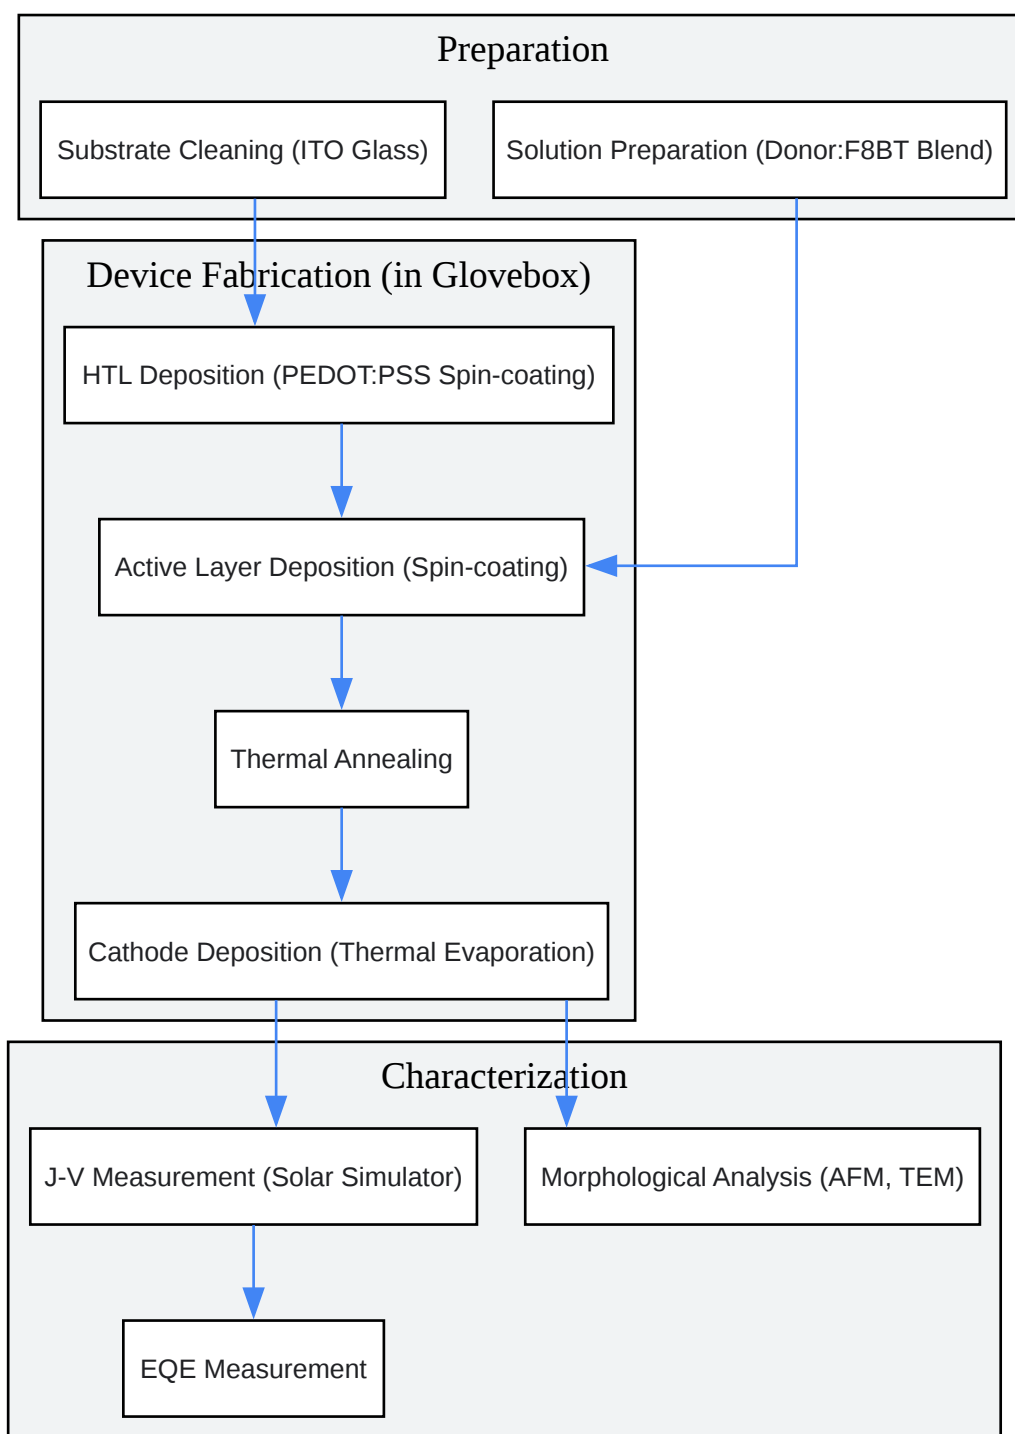 Preparation
Substrate Cleaning (ITO Glass)
Solution Preparation (Donor:F8BT Blend)
Device Fabrication (in Glovebox)
HTL Deposition (PEDOT:PSS Spin-coating)
Active Layer Deposition (Spin-coating)
Thermal Annealing
Cathode Deposition (Thermal Evaporation)
Characterization
J-V Measurement (Solar Simulator)
Morphological Analysis (AFM, TEM)
EQE Measurement